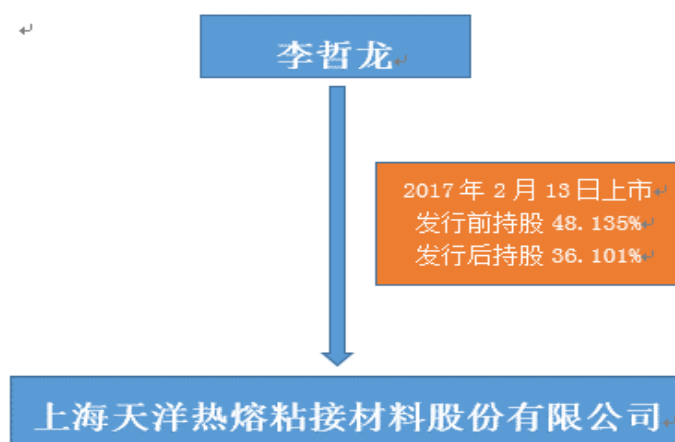 李哲龙
2017年2月13日上市
发行前持股 48.135%
发行后持股 36.101%
上海天洋热熔粘接材料股份有限公司